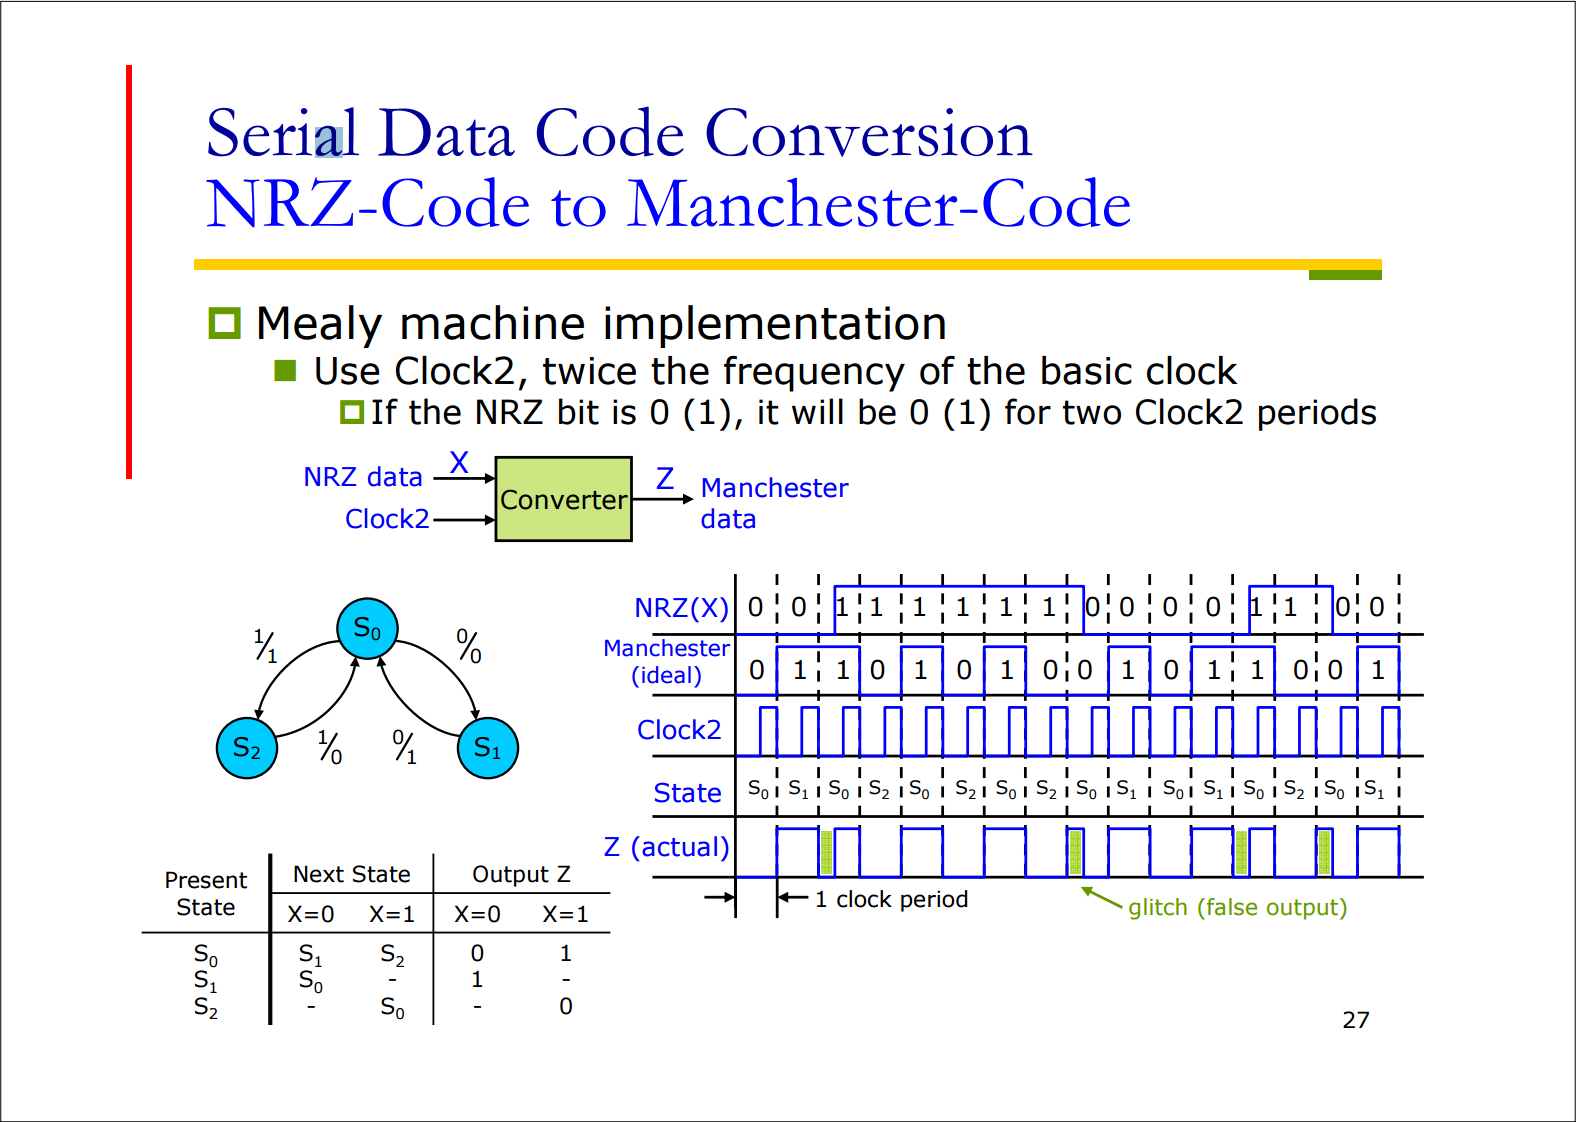 Serial Data Code Conversion
NRZ-Code to Manchester-Code
Mealy machine implementation
Use Clock2, twice the frequency of the basic clock
If the NRZ bit is 0 (1), it will be 0 (1) for two Clock2 periods
NRZ data X
Clock2
Converter
Z Manchester
data
S0
1/1 0/0
S2 1/0 0/1 S1
NRZ(X) 0 0 1 1 1 1 1 1 0 0 0 0 1 1 0 0
Manchester
(ideal) 0 1 1 0 1 0 1 0 0 1 0 1 1 0 0 1
Clock2
State S0 S1 S0 S2 S0 S2 S0 S2 S0 S1 S0 S1 S0 S2 S0 S1
Z (actual)
1 clock period
glitch (false output)
Present
State Next State Output Z
X=0 X=1 X=0 X=1
S0 S1 S2 0 1
S1 S0 - 1 -
S2 - S0 - 0
27